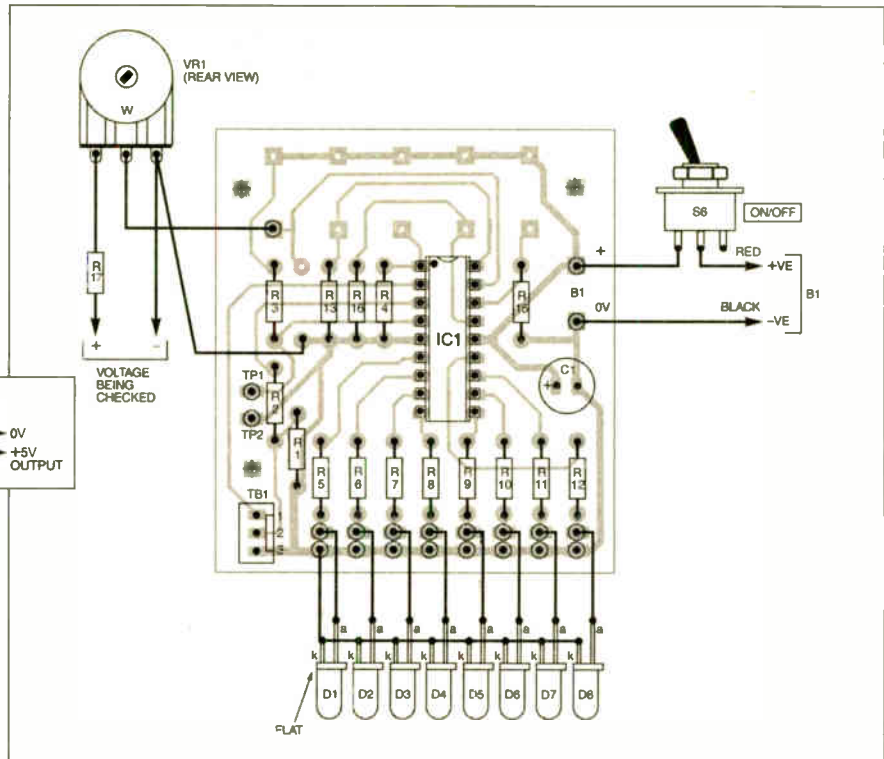 VR1
(REAR VIEW)
W
S6
ON/OFF
RED
+VE
B1
BLACK
-VE
+
B1
0V
R
17
+
-
VOLTAGE
BEING
CHECKED
R
3
R
13
R
16
R
4
IC1
R
15
C1
+
TP1
TP2
R
2
R
1
0V
+5V
OUTPUT
TB1
1
2
3
R
5
R
6
R
7
R
8
R
9
R
10
R
11
R
12
a
a
a
a
a
a
a
a
k
k
k
k
k
k
k
k
D1
D2
D3
D4
D5
D6
D7
D8
FLAT